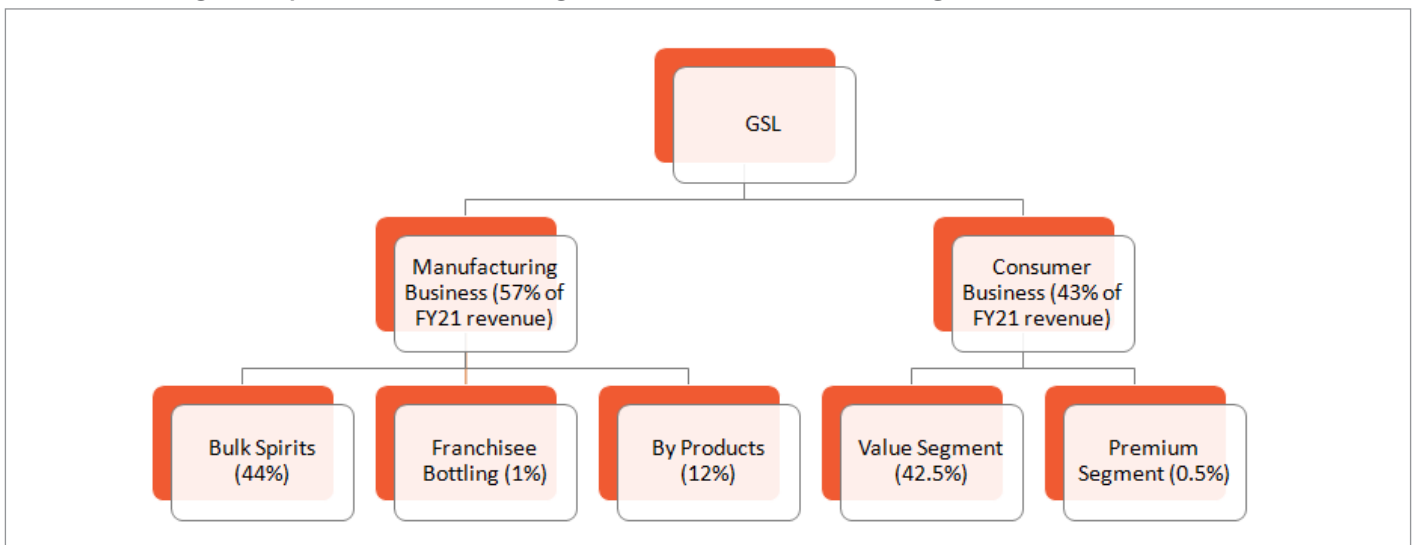 GSL
Manufacturing
Business (57% of
FY21 revenue)
Consumer
Business (43% of
FY21 revenue)
Bulk Spirits
(44%)
Franchisee
Bottling (1%)
By Products
(12%)
Value Segment
(42.5%)
Premium
Segment (0.5%)